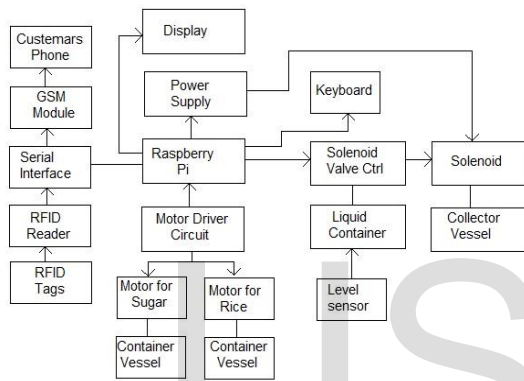 Custemars
Phone
GSM
Module
Serial
Interface
RFID
Reader
RFID
Tags
Display
Power
Supply
Raspberry
Pi
Motor Driver
Circuit
Motor for
Sugar
Motor for
Rice
Container
Vessel
Container
Vessel
Keyboard
Solenoid
Valve Ctrl
Liquid
Container
Level
sensor
Solenoid
Collector
Vessel
IJS